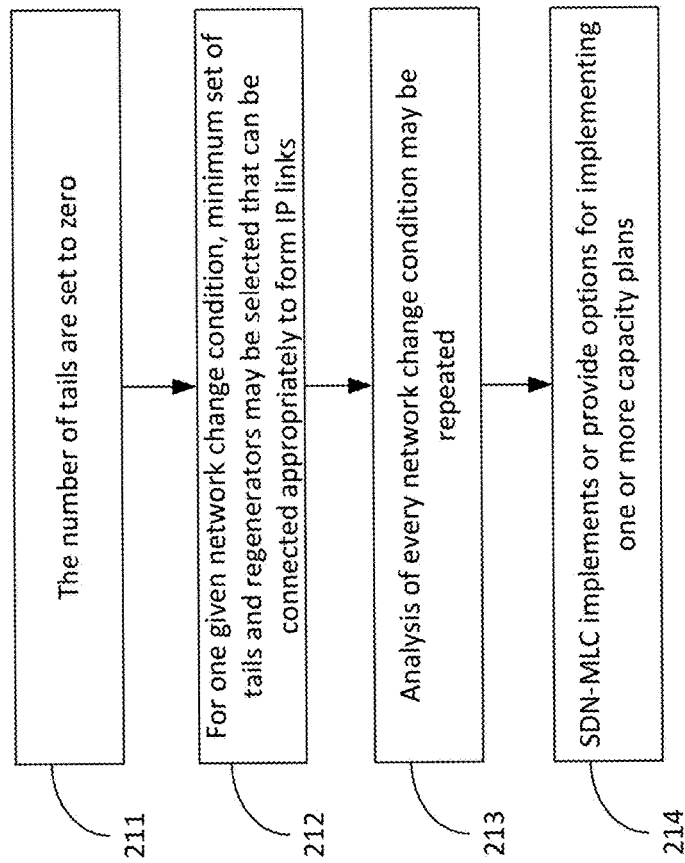 The number of tails are set to zero
211
For one given network change condition, minimum set of
tails and regenerators may be selected that can be
connected appropriately to form IP links
212
Analysis of every network change condition may be
repeated
213
SDN-MLC implements or provide options for implementing
one or more capacity plans
214